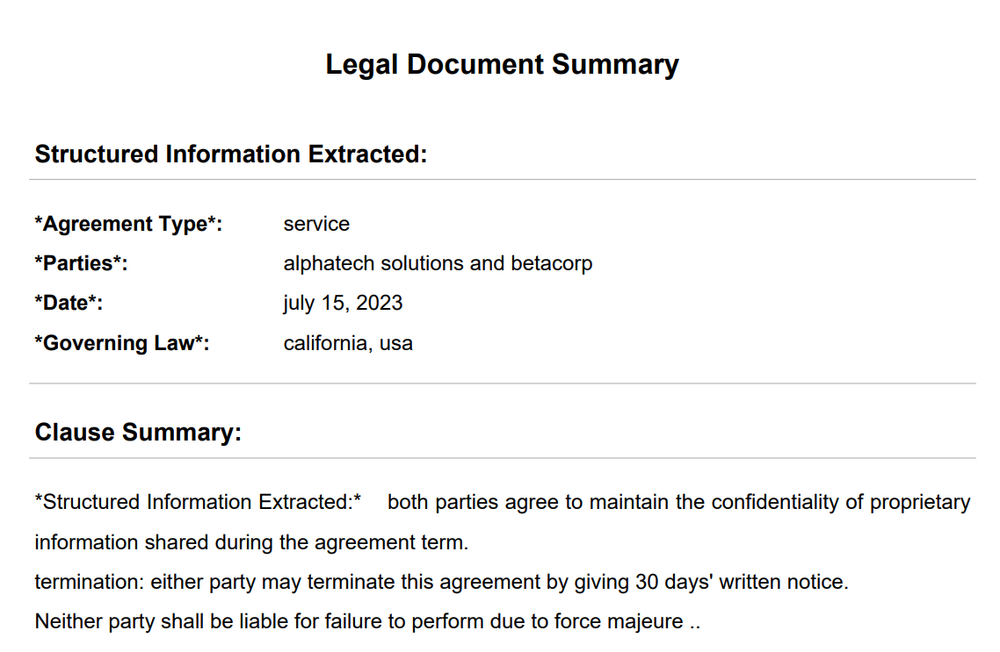 Legal Document Summary
Structured Information Extracted:
*Agreement Type*: service
*Parties*: alphatech solutions and betacorp
*Date*: july 15, 2023
*Governing Law*: california, usa
Clause Summary:
*Structured Information Extracted:* both parties agree to maintain the confidentiality of proprietary
information shared during the agreement term.
termination: either party may terminate this agreement by giving 30 days' written notice.
Neither party shall be liable for failure to perform due to force majeure ..